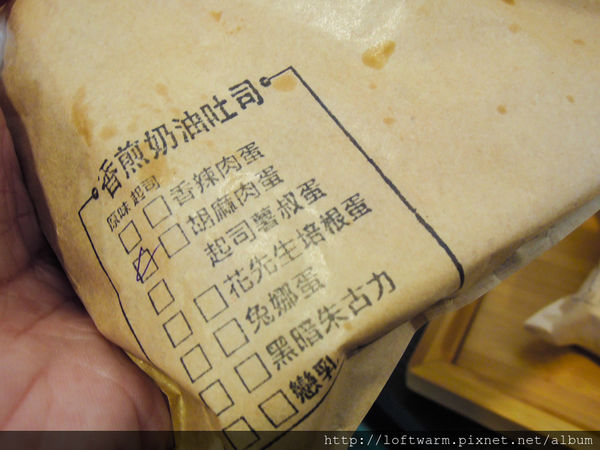 香煎奶油吐司
原味 起司
香辣肉蛋
胡麻肉蛋
起司薯叔蛋
花先生培根蛋
兔娜蛋
黑暗朱古力
戀乳
http://loftwarm.pixnet.net/album